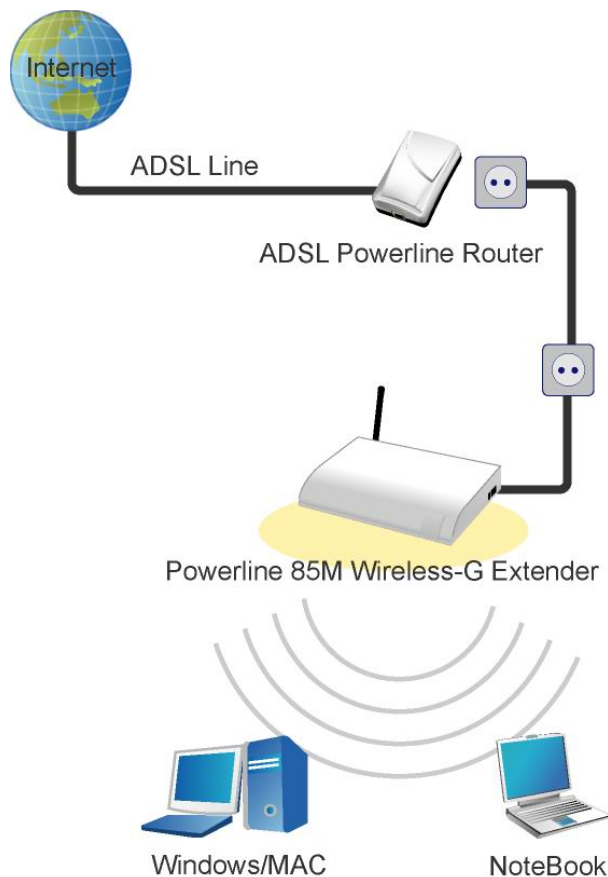 Internet
ADSL Line
ADSL Powerline Router
Powerline 85M Wireless-G Extender
Windows/MAC
NoteBook